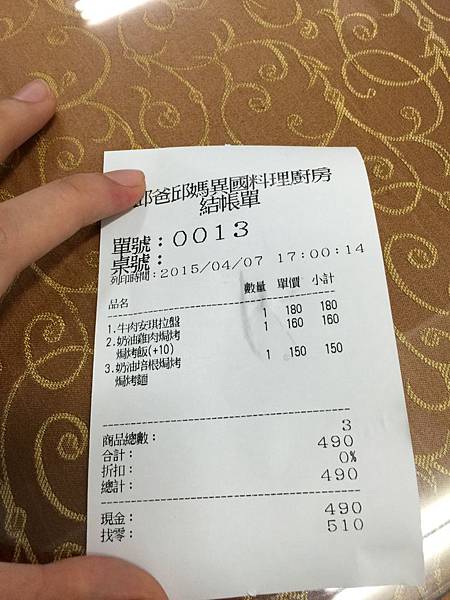 邱爸邱媽異國料理廚房
結帳單
單號：0013
桌號：
列印時間：2015/04/07 17:00:14
品名 數量 單價 小計
1.牛肉安琪拉盤 1 180 180
2.奶油雞肉焗烤 1 160 160
焗烤飯(+10)
3.奶油培根焗烤 1 150 150
焗烤麵
商品總數： 3
合計： 490
折扣： 0%
總計： 490
現金： 490
找零： 510